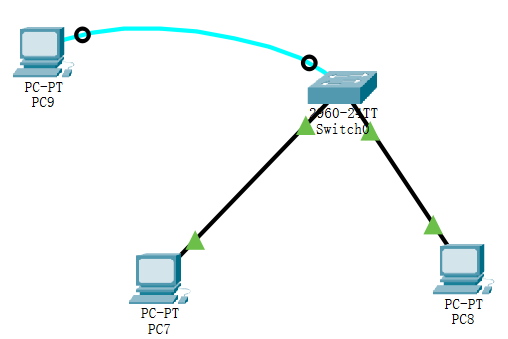 PC-PT
PC9
2960-24TT
Switch0
PC-PT
PC7
PC-PT
PC8